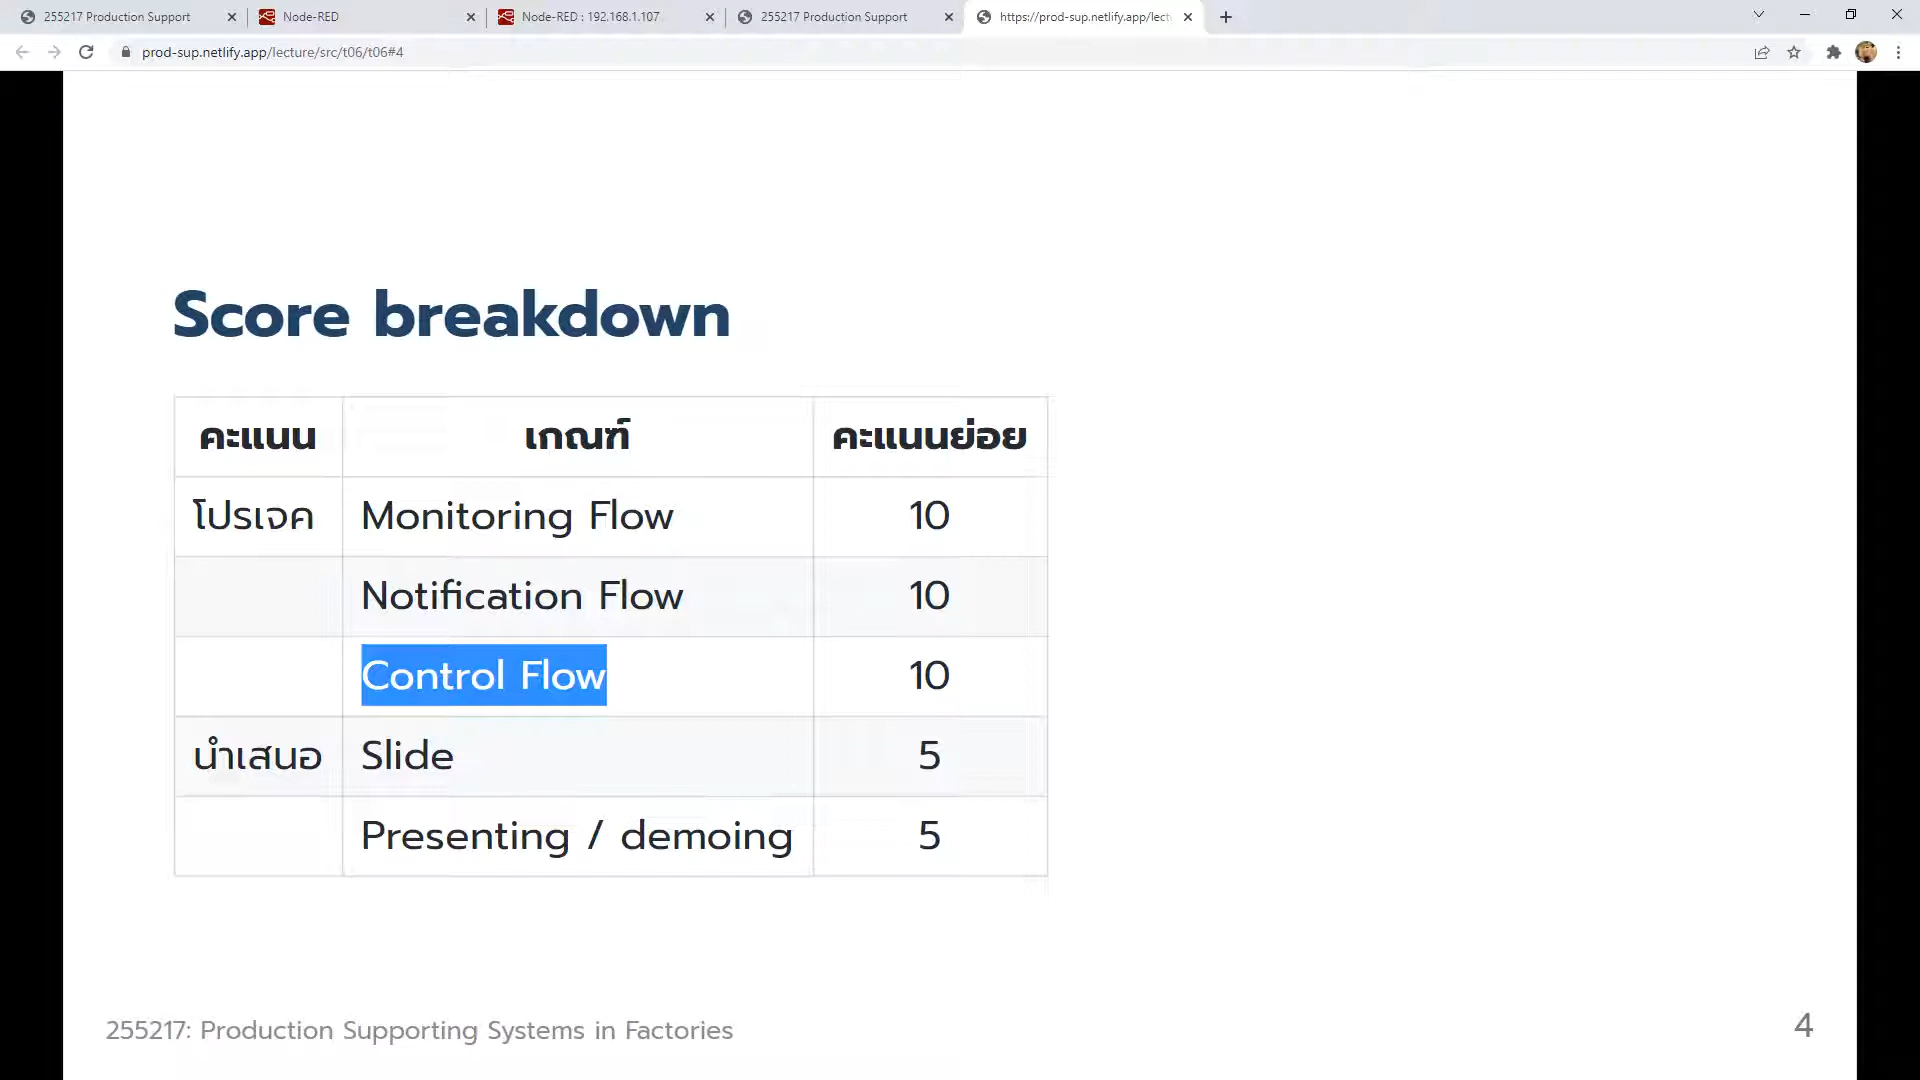 255217 Production Support
Node-RED
Node-RED : 192.168.1.107
255217 Production Support
https://prod-sup.netlify.app/lect
prod-sup.netlify.app/lecture/src/t06/t06#4
Score breakdown
คะแนน เกณฑ์ คะแนนย่อย
โปรเจค Monitoring Flow 10
Notification Flow 10
Control Flow 10
นำเสนอ Slide 5
Presenting / demoing 5
255217: Production Supporting Systems in Factories
4